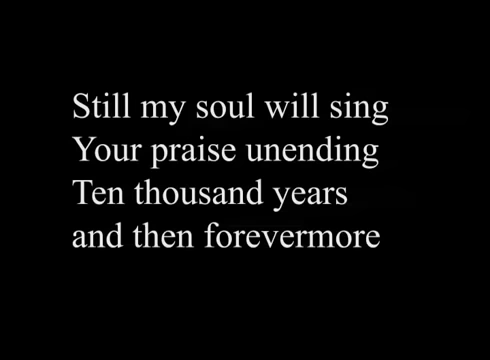 Still my soul will sing
Your praise unending
Ten thousand years
and then forevermore